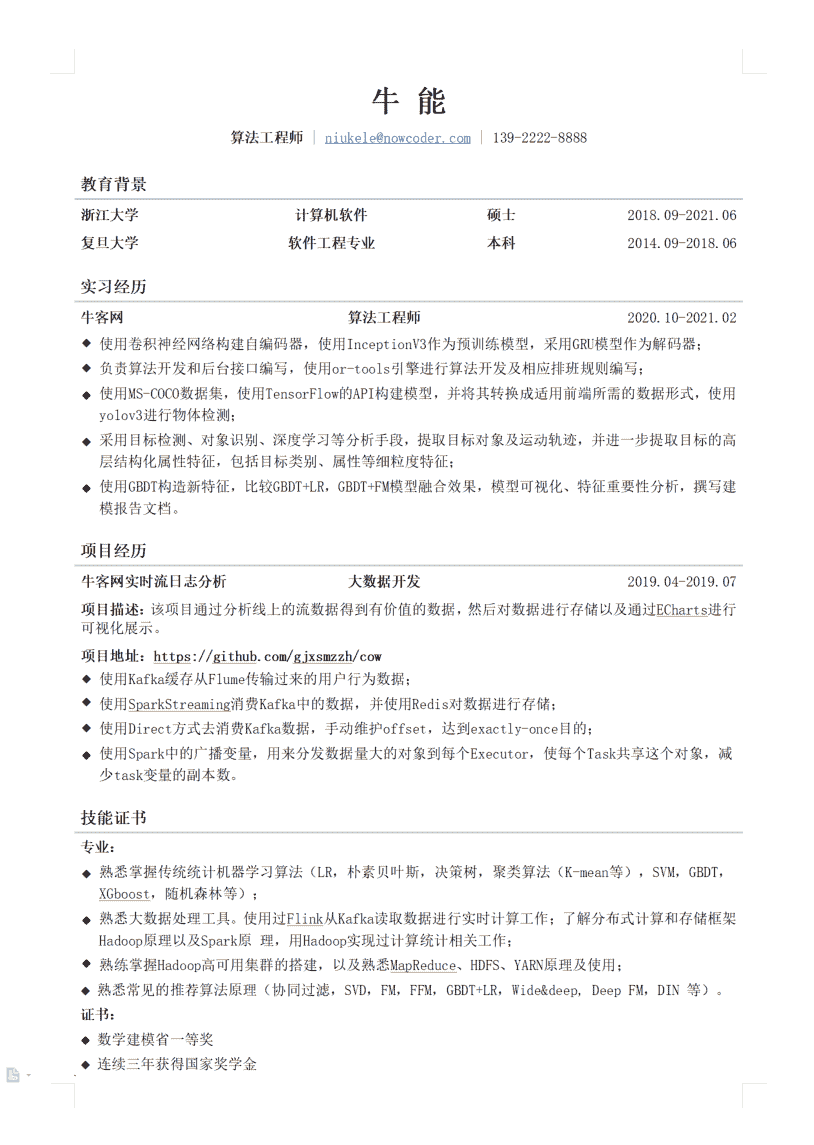 牛 能
算法工程师 | niukele@nowcoder.com | 139-2222-8888
教育背景
浙江大学 计算机软件 硕士 2018.09-2021.06
复旦大学 软件工程专业 本科 2014.09-2018.06
实习经历
牛客网 算法工程师 2020.10-2021.02
◆ 使用卷积神经网络构建自编码器，使用InceptionV3作为预训练模型，采用GRU模型作为解码器；
◆ 负责算法开发和后台接口编写，使用or-tools引擎进行算法开发及相应排班规则编写；
◆ 使用MS-COCO数据集，使用TensorFlow的API构建模型，并将其转换成适用前端所需的数据形式，使用
yolov3进行物体检测；
◆ 采用目标检测、对象识别、深度学习等分析手段，提取目标对象及运动轨迹，并进一步提取目标的高
层结构化属性特征，包括目标类别、属性等细粒度特征；
◆ 使用GBDT构造新特征，比较GBDT+LR，GBDT+FM模型融合效果，模型可视化、特征重要性分析，撰写建
模报告文档。
项目经历
牛客网实时流日志分析 大数据开发 2019.04-2019.07
项目描述：该项目通过分析线上的流数据得到有价值的数据，然后对数据进行存储以及通过ECharts进行
可视化展示。
项目地址：https://github.com/gjxsmzzh/cow
◆ 使用Kafka缓存从Flume传输过来的用户行为数据；
◆ 使用SparkStreaming消费Kafka中的数据，并使用Redis对数据进行存储；
◆ 使用Direct方式去消费Kafka数据，手动维护offset，达到exactly-once目的；
◆ 使用Spark中的广播变量，用来分发数据量大的对象到每个Executor，使每个Task共享这个对象，减
少task变量的副本数。
技能证书
专业：
◆ 熟悉掌握传统统计机器学习算法（LR，朴素贝叶斯，决策树，聚类算法（K-mean等），SVM，GBDT，
XGboost，随机森林等）；
◆ 熟悉大数据处理工具。使用过Flink从Kafka读取数据进行实时计算工作；了解分布式计算和存储框架
Hadoop原理以及Spark原 理，用Hadoop实现过计算统计相关工作；
◆ 熟练掌握Hadoop高可用集群的搭建，以及熟悉MapReduce、HDFS、YARN原理及使用；
◆ 熟悉常见的推荐算法原理（协同过滤，SVD，FM，FFM，GBDT+LR，Wide&deep, Deep FM，DIN 等）。
证书：
◆ 数学建模省一等奖
◆ 连续三年获得国家奖学金